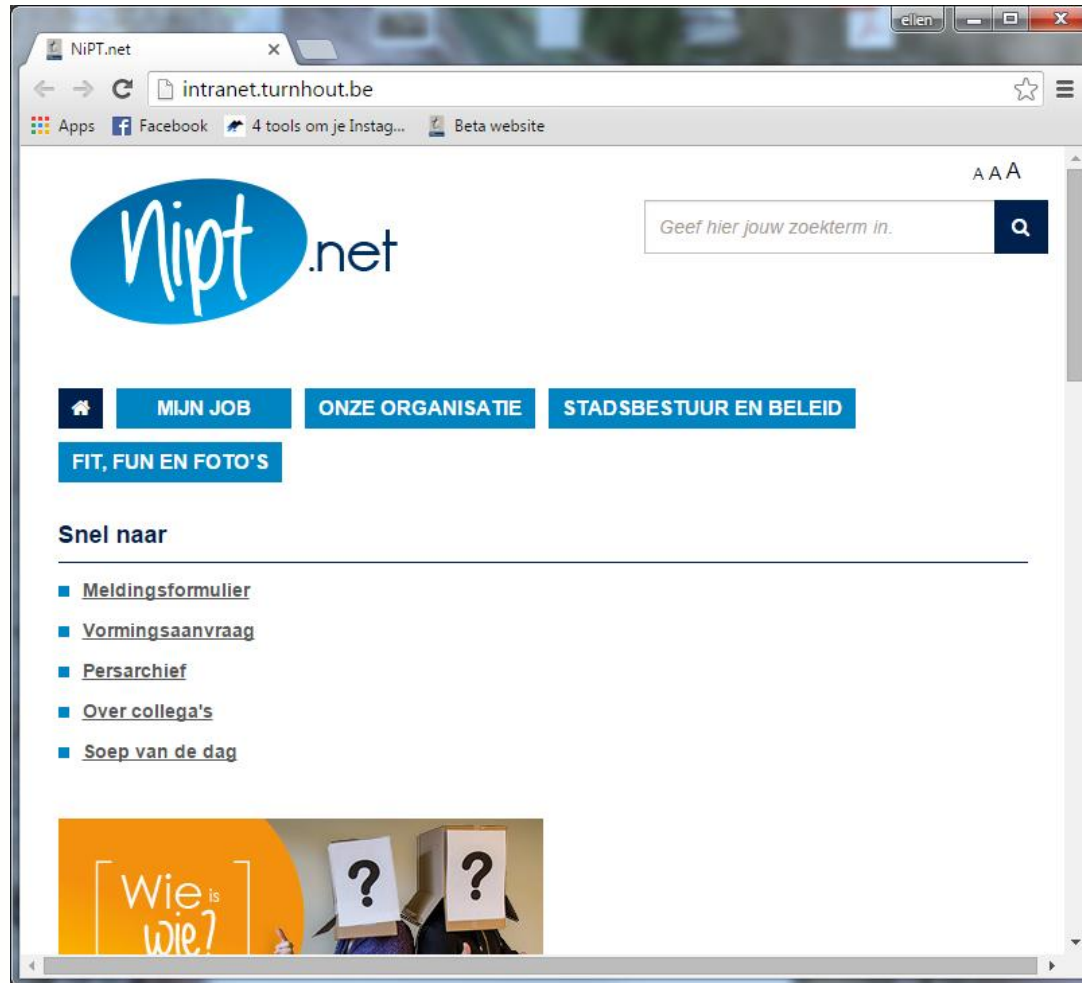 ellen
NiPT.net
intranet.turnhout.be
Apps Facebook 4 tools om je Instag... Beta website
A A A
Nipt.net
Geef hier jouw zoekterm in.
MIJN JOB ONZE ORGANISATIE STADSBESTUUR EN BELEID
FIT, FUN EN FOTO'S
Snel naar
Meldingsformulier
Vormingsaanvraag
Persarchief
Over collega's
Soep van de dag
Wie is
wie?
? ?